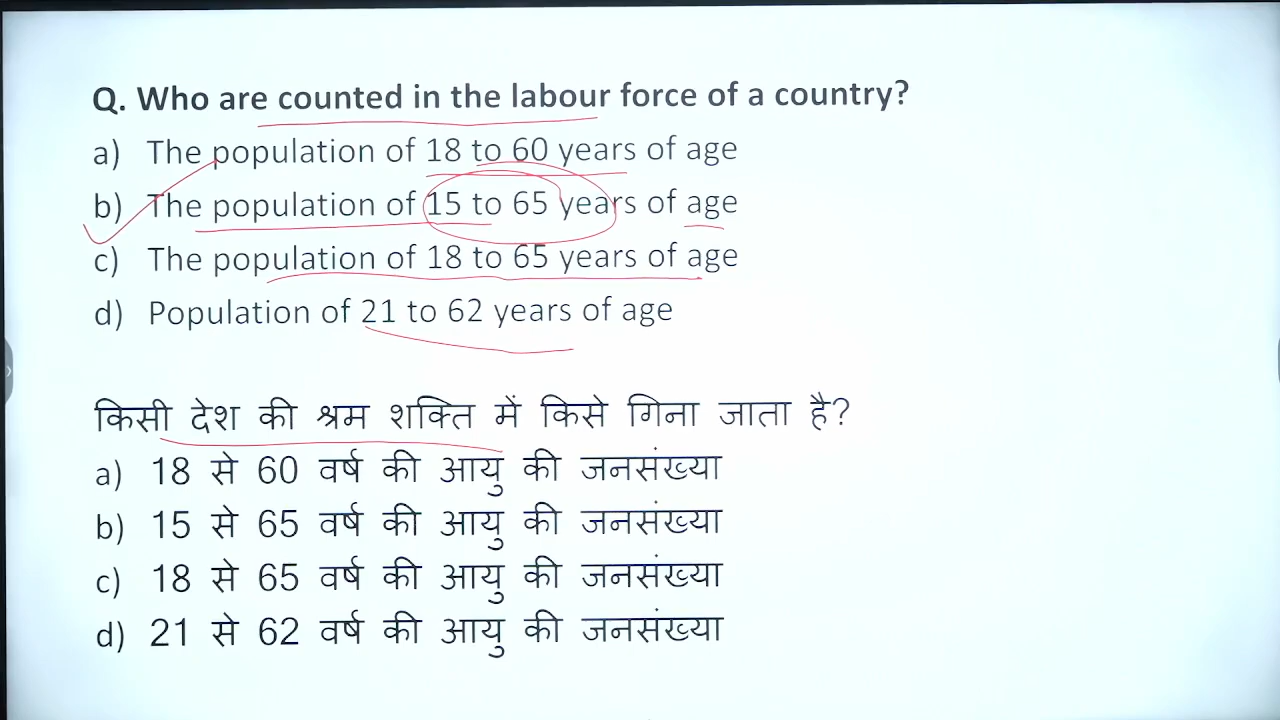 Q. Who are counted in the labour force of a country?
a) The population of 18 to 60 years of age
b) The population of 15 to 65 years of age
c) The population of 18 to 65 years of age
d) Population of 21 to 62 years of age
किसी देश की श्रम शक्ति में किसे गिना जाता है?
a) 18 से 60 वर्ष की आयु की जनसंख्या
b) 15 से 65 वर्ष की आयु की जनसंख्या
c) 18 से 65 वर्ष की आयु की जनसंख्या
d) 21 से 62 वर्ष की आयु की जनसंख्या